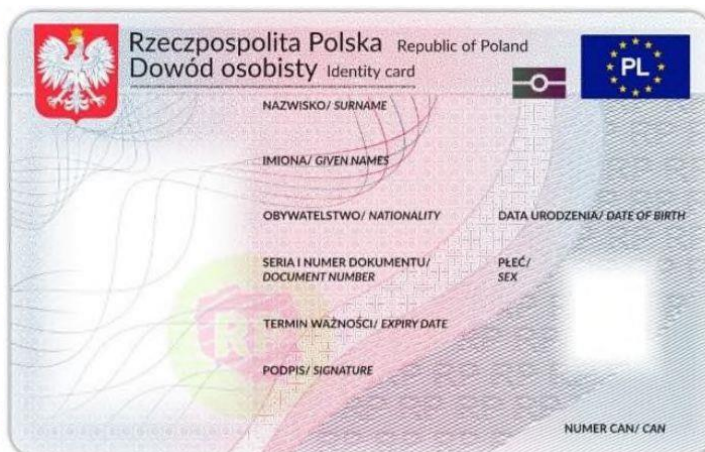 Rzeczpospolita Polska Republic of Poland
Dowód osobisty Identity card
PL
NAZWISKO/ SURNAME
IMIONA/ GIVEN NAMES
OBYWATELSTWO/ NATIONALITY DATA URODZENIA/ DATE OF BIRTH
SERIA I NUMER DOKUMENTU/ PŁEĆ/
DOCUMENT NUMBER SEX
TERMIN WAŻNOŚCI/ EXPIRY DATE
PODPIS/ SIGNATURE
NUMER CAN/ CAN